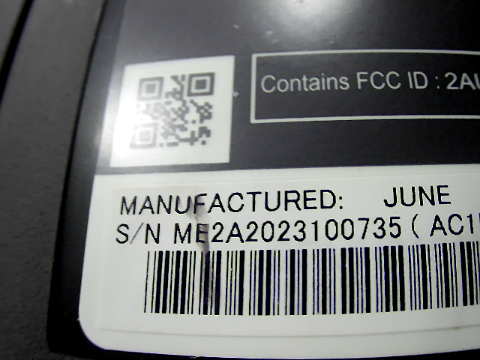 Contains FCC ID : 2AU
MANUFACTURED: JUNE
S/N ME2A2023100735 ( AC1